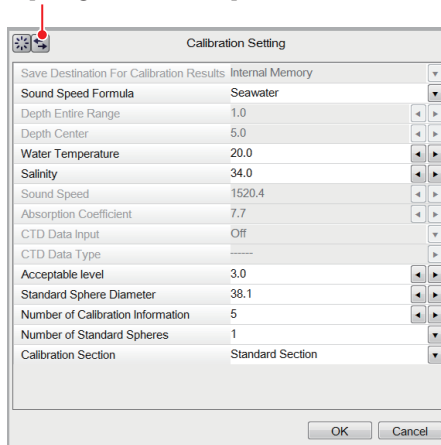 Calibration Setting
Save Destination For Calibration Results Internal Memory
Sound Speed Formula Seawater
Depth Entire Range 1.0
Depth Center 5.0
Water Temperature 20.0
Salinity 34.0
Sound Speed 1520.4
Absorption Coefficient 7.7
CTD Data Input Off
CTD Data Type ------
Acceptable level 3.0
Standard Sphere Diameter 38.1
Number of Calibration Information 5
Number of Standard Spheres 1
Calibration Section Standard Section
OK Cancel